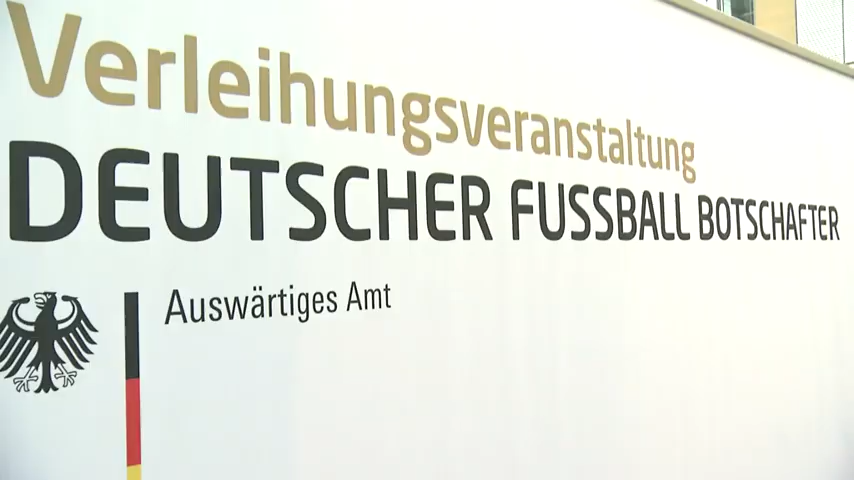 Verleihungsveranstaltung
DEUTSCHER FUSSBALL BOTSCHAFTER
Auswärtiges Amt